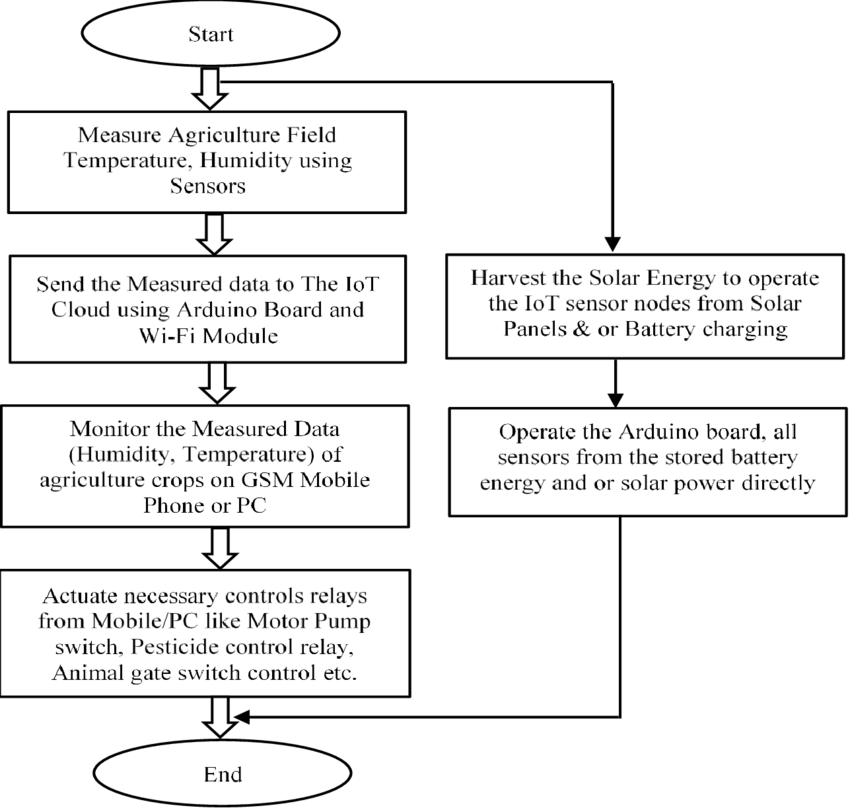 Start
Measure Agriculture Field
Temperature, Humidity using
Sensors
Send the Measured data to The IoT
Cloud using Arduino Board and
Wi-Fi Module
Monitor the Measured Data
(Humidity, Temperature) of
agriculture crops on GSM Mobile
Phone or PC
Actuate necessary controls relays
from Mobile/PC like Motor Pump
switch, Pesticide control relay,
Animal gate switch control etc.
Harvest the Solar Energy to operate
the IoT sensor nodes from Solar
Panels & or Battery charging
Operate the Arduino board, all
sensors from the stored battery
energy and or solar power directly
End